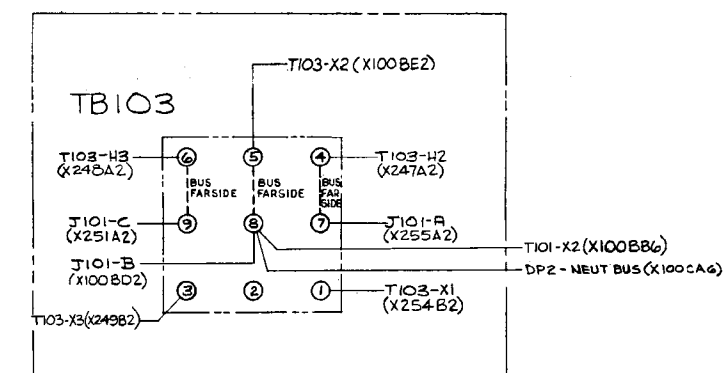 T103-X2 (X100BE2)
TB103
6
5
4
T103-H3
(X248A2)
T103-H2
(X247A2)
BUS
FARSIDE
BUS
FARSIDE
BUS
FAR
SIDE
J101-C
(X251A2)
9
8
7
J101-A
(X255A2)
T101-X2 (X100BB6)
J101-B
(X100BD2)
DP2 - NEUT BUS (X100CA6)
3
2
1
T103-X1
(X254B2)
T103-X3 (X249B2)